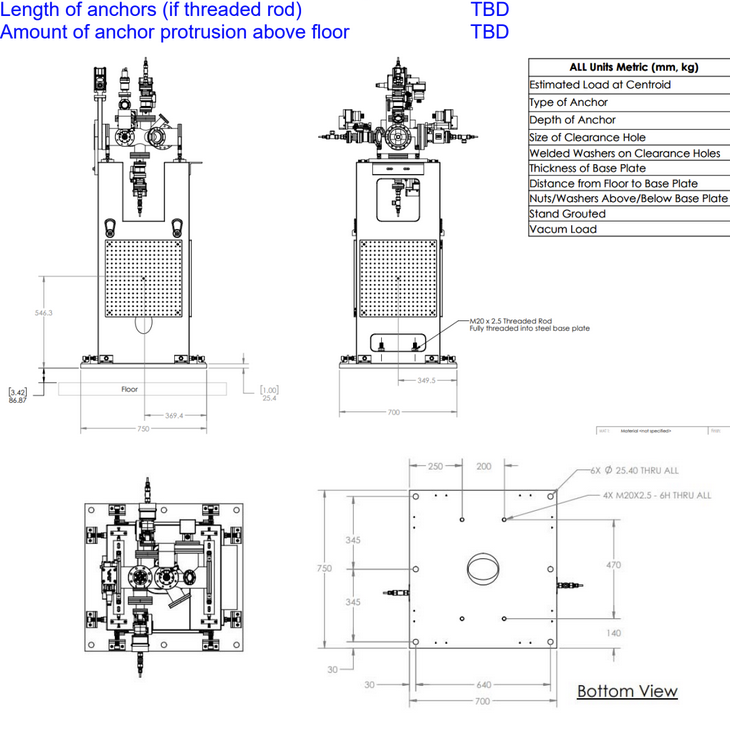 Length of anchors (if threaded rod) TBD
Amount of anchor protrusion above floor TBD
ALL Units Metric (mm, kg)
Estimated Load at Centroid
Type of Anchor
Depth of Anchor
Size of Clearance Hole
Welded Washers on Clearance Holes
Thickness of Base Plate
Distance from Floor to Base Plate
Nuts/Washers Above/Below Base Plate
Stand Grouted
Vacum Load
546.3
M20 x 2.5 Threaded Rod
Fully threaded into steel base plate
[3.42]
86.87
Floor
[1.00]
25.4
369.4
750
349.5
700
Material <not specified>
250
200
6X Ø 25.40 THRU ALL
4X M20X2.5 - 6H THRU ALL
345
750
345
470
140
30
30
640
700
Bottom View